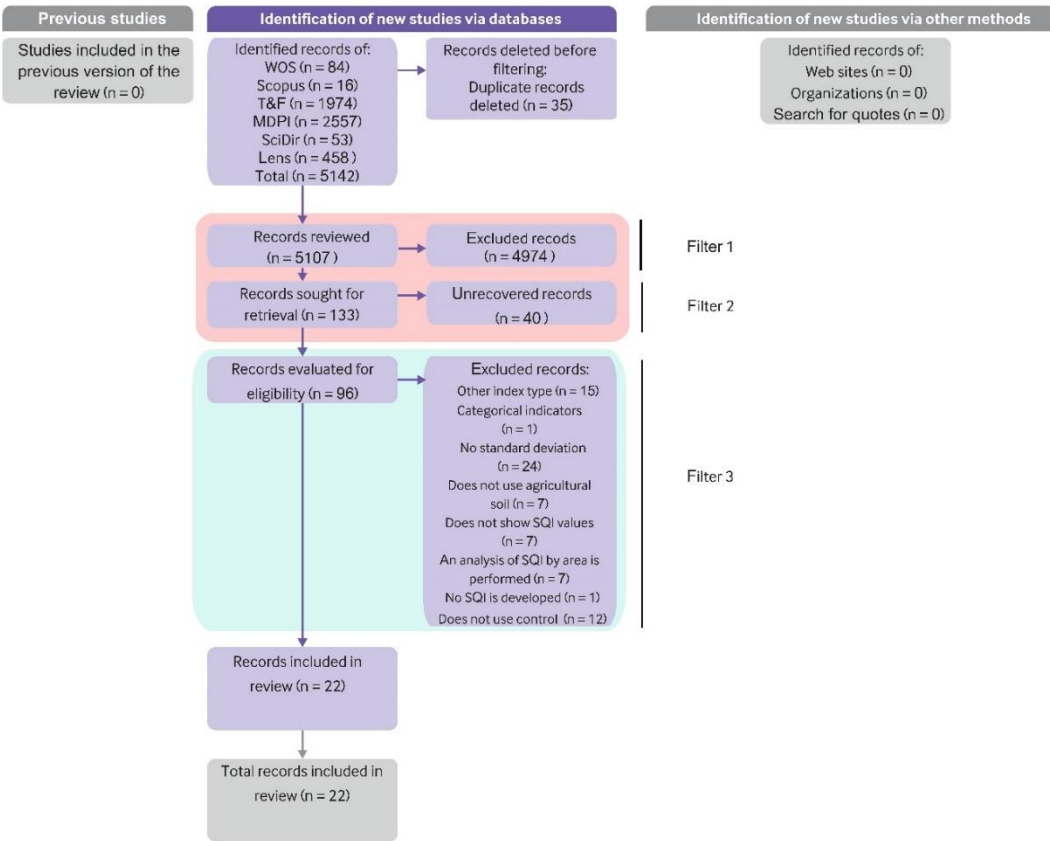 Previous studies
Studies included in the
previous version of the
review (n = 0)
Identification of new studies via databases
Identified records of:
WOS (n = 84)
Scopus (n = 16)
T&F (n = 1974)
MDPI (n = 2557)
SciDir (n = 53)
Lens (n = 458 )
Total (n = 5142)
Records deleted before
filtering:
Duplicate records
deleted (n = 35)
Identification of new studies via other methods
Identified records of:
Web sites (n = 0)
Organizations (n = 0)
Search for quotes (n = 0)
Records reviewed
(n = 5107)
Excluded recods
(n = 4974)
Filter 1
Records sought for
retrieval (n = 133)
Unrecovered records
(n = 40 )
Filter 2
Records evaluated for
eligibility (n = 96)
Excluded records:
Other index type (n = 15)
Categorical indicators
(n = 1)
No standard deviation
(n = 24)
Does not use agricultural
soil (n = 7)
Does not show SQI values
(n = 7)
An analysis of SQI by area is
performed (n = 7)
No SQI is developed (n = 1)
Does not use control (n = 12)
Filter 3
Records included in
review (n = 22)
Total records included in
review (n = 22)